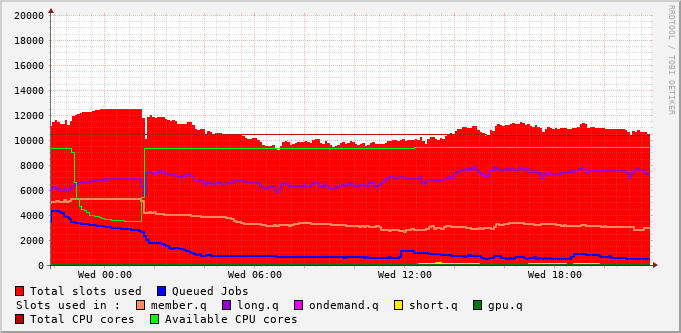 20000
18000
16000
14000
12000
10000
8000
6000
4000
2000
0
Wed 00:00 Wed 06:00 Wed 12:00 Wed 18:00
Total slots used Queued Jobs
Slots used in : member.q long.q ondemand.q short.q gpu.q
Total CPU cores Available CPU cores
RRDTOOL / TOBI OETIKER